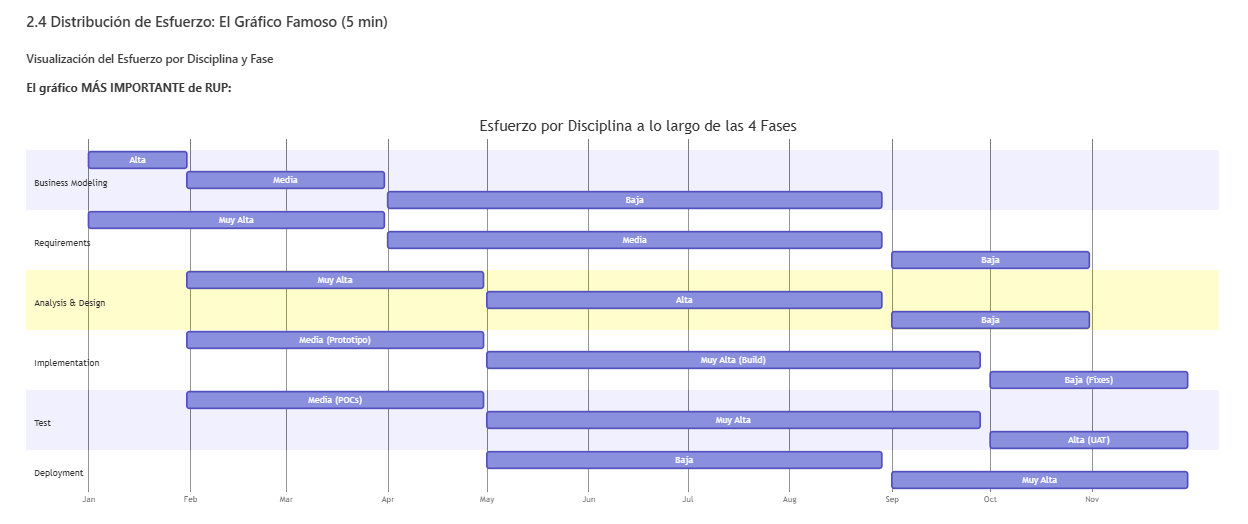 2.4 Distribución de Esfuerzo: El Gráfico Famoso (5 min)
Visualización del Esfuerzo por Disciplina y Fase
El gráfico MÁS IMPORTANTE de RUP:
Esfuerzo por Disciplina a lo largo de las 4 Fases
Alta
Business Modeling
Media
Baja
Muy Alta
Requirements
Media
Baja
Muy Alta
Analysis & Design
Alta
Baja
Media (Prototipo)
Implementation
Muy Alta (Build)
Baja (Fixes)
Media (POCs)
Test
Muy Alta
Alta (UAT)
Baja
Deployment
Muy Alta
Jan Feb Mar Apr May Jun Jul Aug Sep Oct Nov